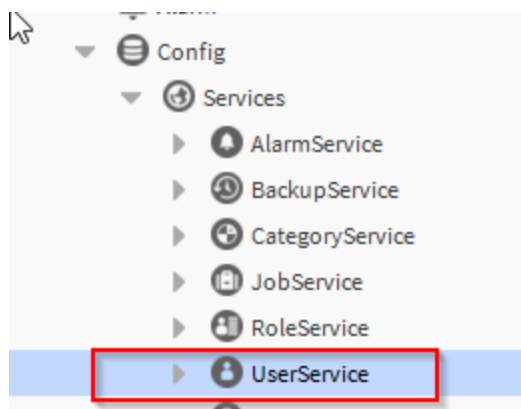 Config
Services
AlarmService
BackupService
CategoryService
JobService
RoleService
UserService